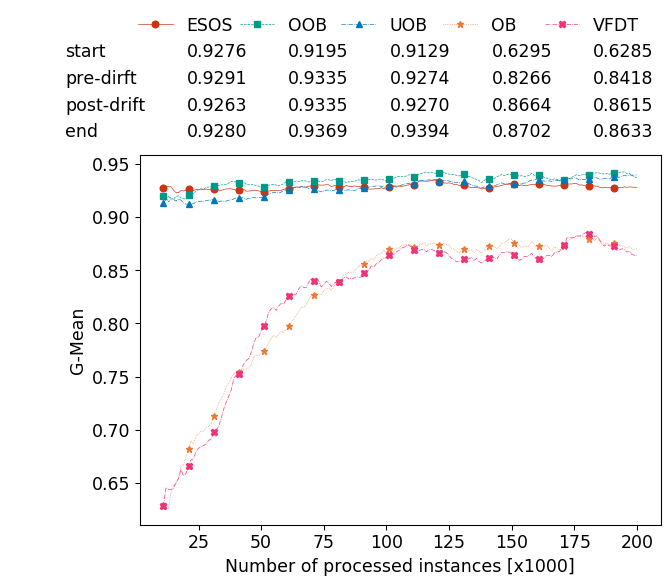 ESOS OOB UOB OB VFDT
start 0.9276 0.9195 0.9129 0.6295 0.6285
pre-dirft 0.9291 0.9335 0.9274 0.8266 0.8418
post-drift 0.9263 0.9335 0.9270 0.8664 0.8615
end 0.9280 0.9369 0.9394 0.8702 0.8633
0.95
0.90
0.85
0.80
0.75
0.70
0.65
G-Mean
25 50 75 100 125 150 175 200
Number of processed instances [x1000]